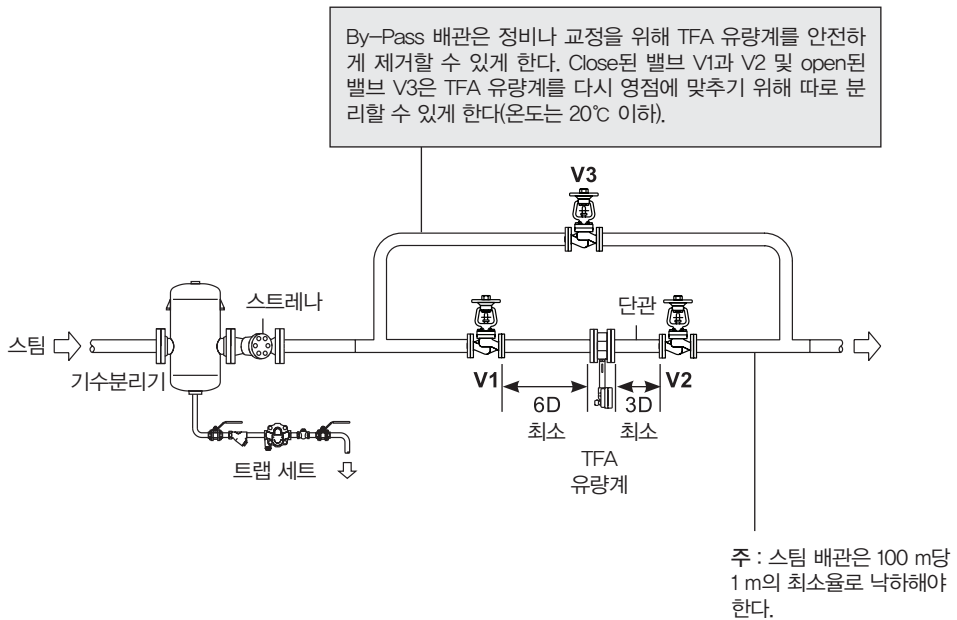 By-Pass 배관은 정비나 교정을 위해 TFA 유량계를 안전하
게 제거할 수 있게 한다. Close된 밸브 V1과 V2 및 open된
밸브 V3은 TFA 유량계를 다시 영점에 맞추기 위해 따로 분
리할 수 있게 한다(온도는 20℃ 이하).
V3
스트레나
단관
스팀
기수분리기
V1
V2
6D
최소
3D
최소
트랩 세트
TFA
유량계
주 : 스팀 배관은 100 m당
1 m의 최소율로 낙하해야
한다.